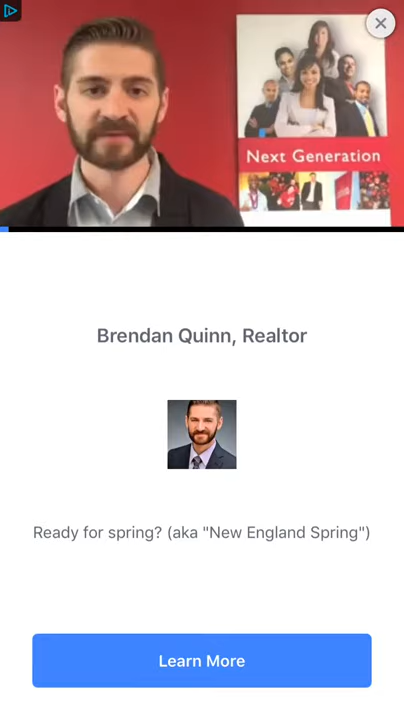 Next Generation
Brendan Quinn, Realtor
Ready for spring? (aka "New England Spring")
Learn More